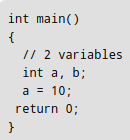 int main()
{
  // 2 variables
  int a, b;
  a = 10;
 return 0;
}